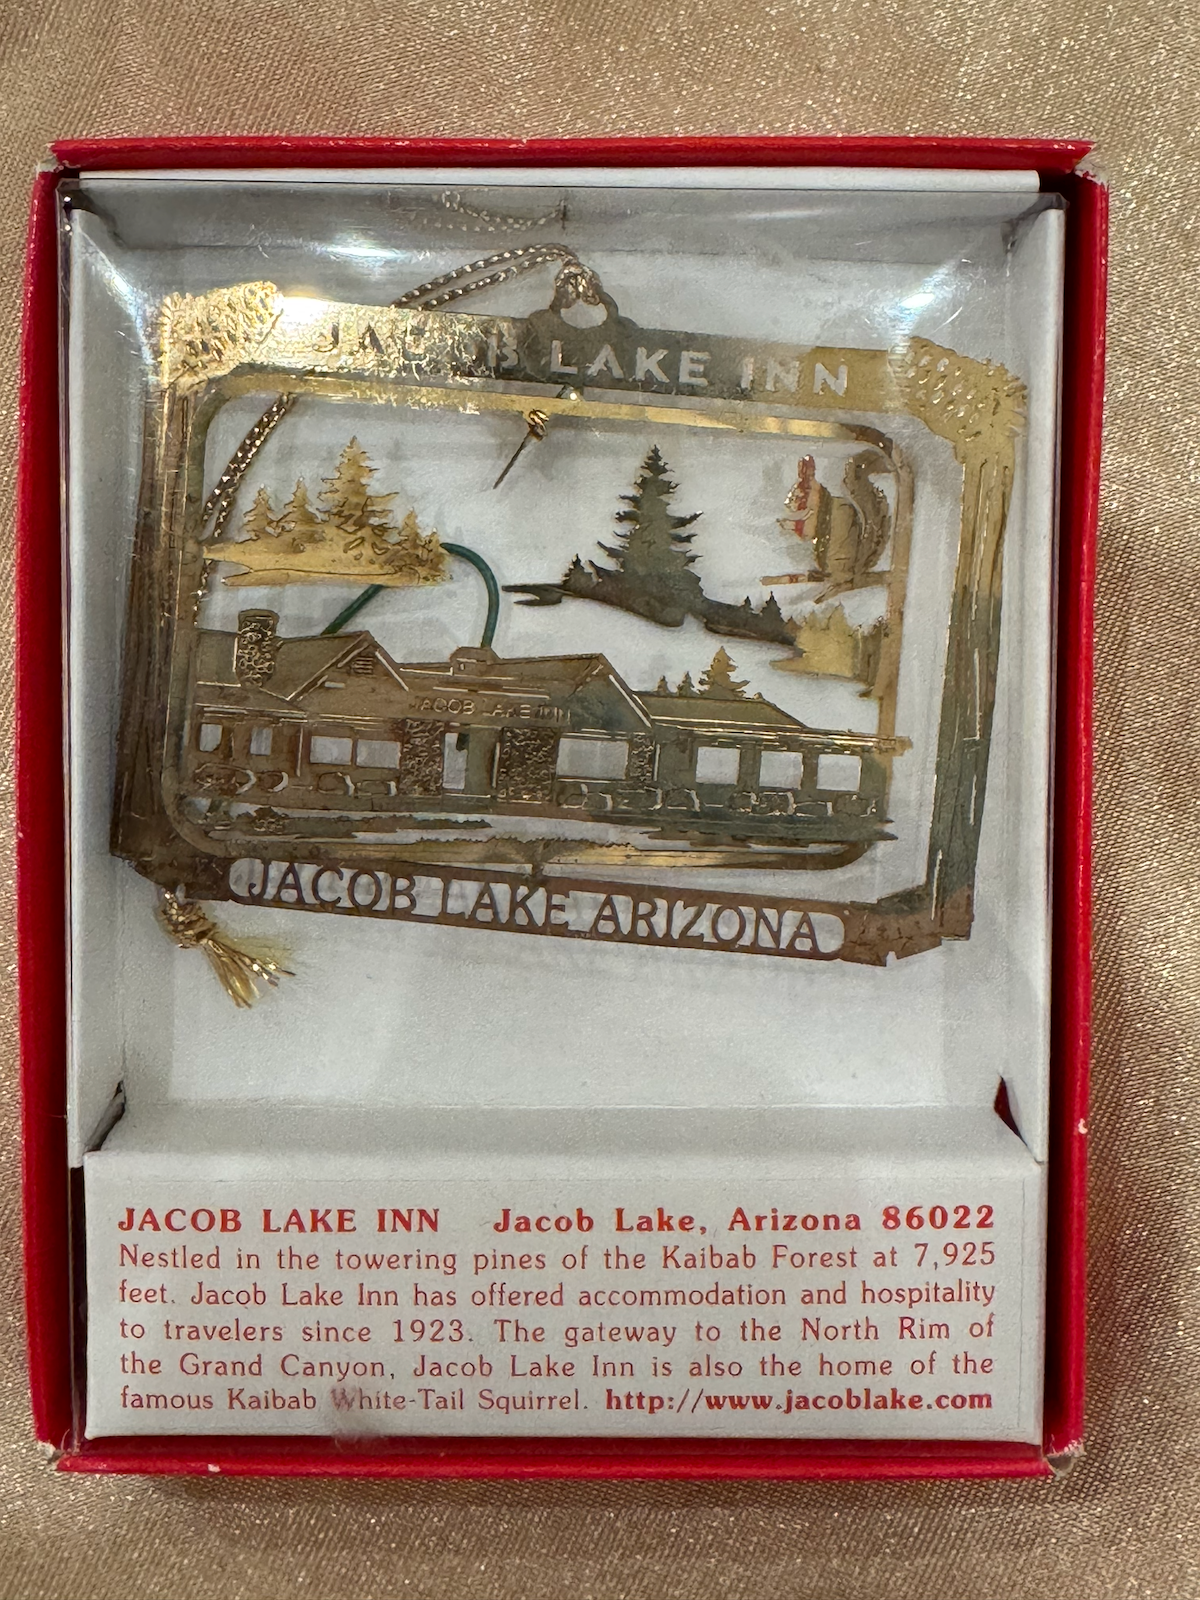 JACOB LAKE INN
JACOB LAKE INN
JACOB LAKE ARIZONA
JACOB LAKE INN Jacob Lake, Arizona 86022
Nestled in the towering pines of the Kaibab Forest at 7,925
feet. Jacob Lake Inn has offered accommodation and hospitality
to travelers since 1923. The gateway to the North Rim of
the Grand Canyon, Jacob Lake Inn is also the home of the
famous Kaibab White-Tail Squirrel. http://www.jacoblake.com